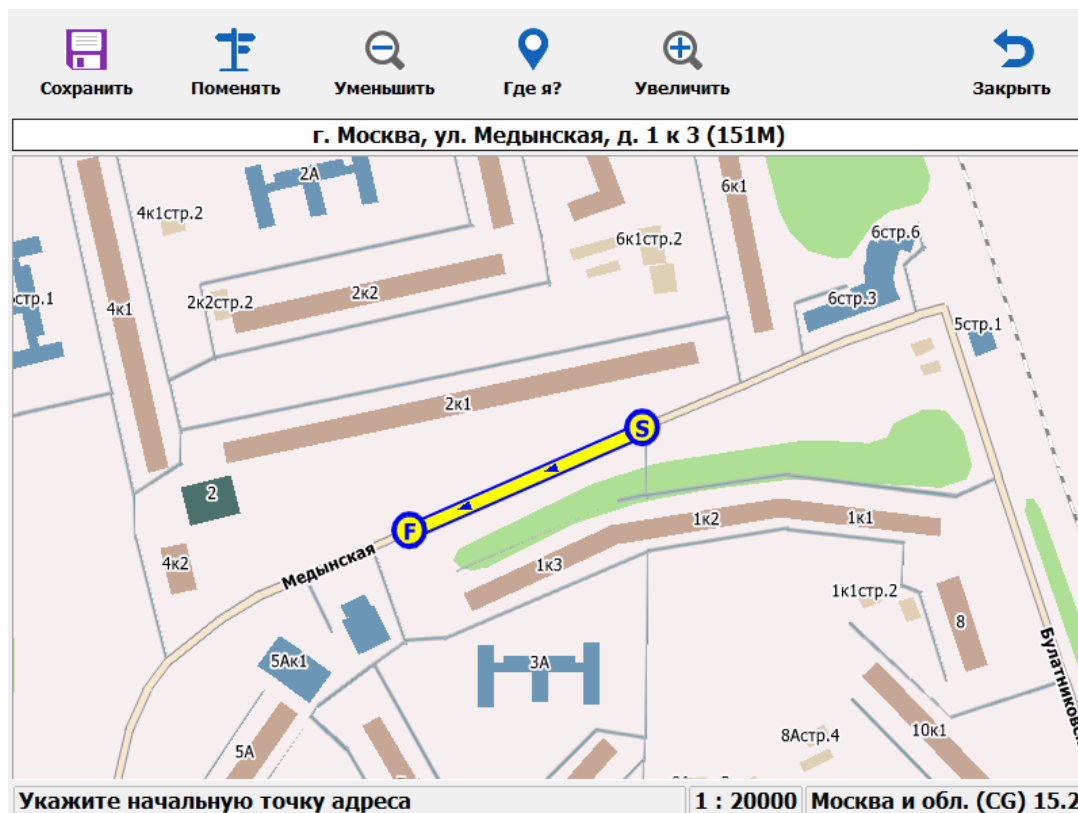 Сохранить
Поменять
Уменьшить
Где я?
Увеличить
Закрыть
г. Москва, ул. Медынская, д. 1 к 3 (151М)
2А
6к1
4к1стр.2
6к1стр.2
6стр.6
стр.1
4к1
2к2стр.2
2к2
6стр.3
5стр.1
2к1
S
2
F
1к2
1к1
Медынская
4к2
1к3
1к1стр.2
8
5Ак1
3А
5А
8Астр.4
10к1
Укажите начальную точку адреса
1 : 20000
Москва и обл. (CG) 15.2